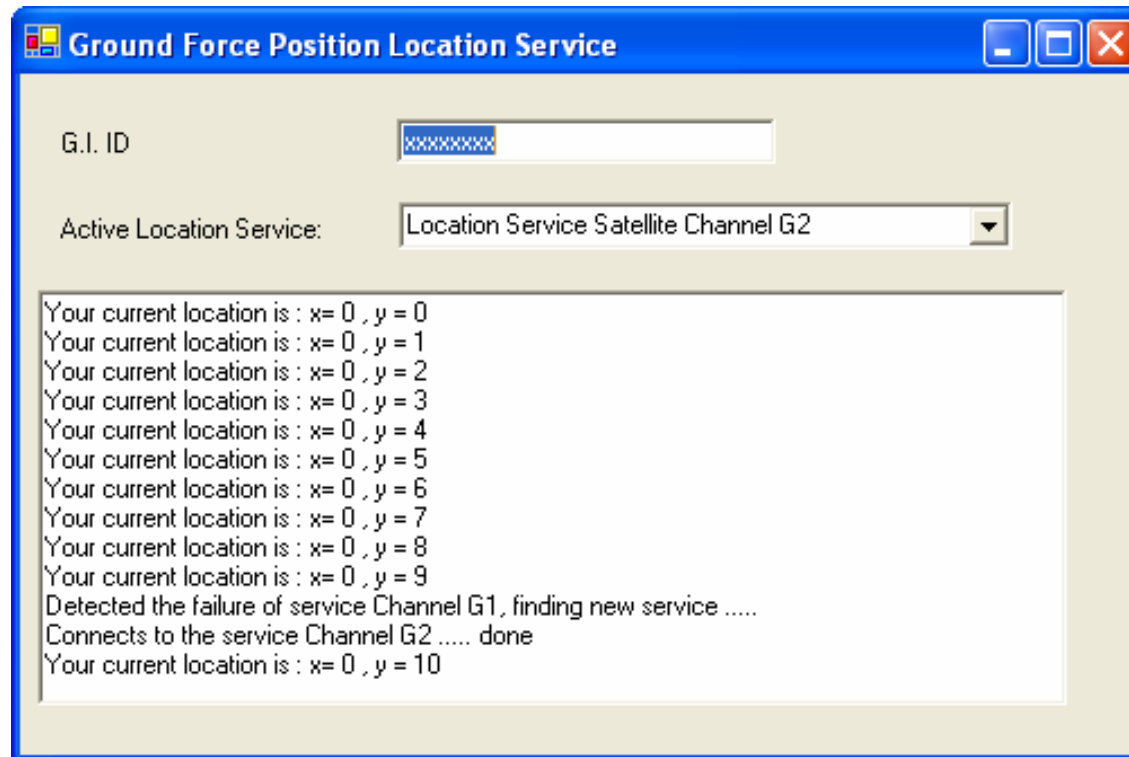 Ground Force Position Location Service
G.I. ID
xxxxxxxx
Active Location Service:
Location Service Satellite Channel G2
Your current location is : x= 0 , y = 0
Your current location is : x= 0 , y = 1
Your current location is : x= 0 , y = 2
Your current location is : x= 0 , y = 3
Your current location is : x= 0 , y = 4
Your current location is : x= 0 , y = 5
Your current location is : x= 0 , y = 6
Your current location is : x= 0 , y = 7
Your current location is : x= 0 , y = 8
Your current location is : x= 0 , y = 9
Detected the failure of service Channel G1, finding new service .....
Connects to the service Channel G2 ..... done
Your current location is : x= 0 , y = 10